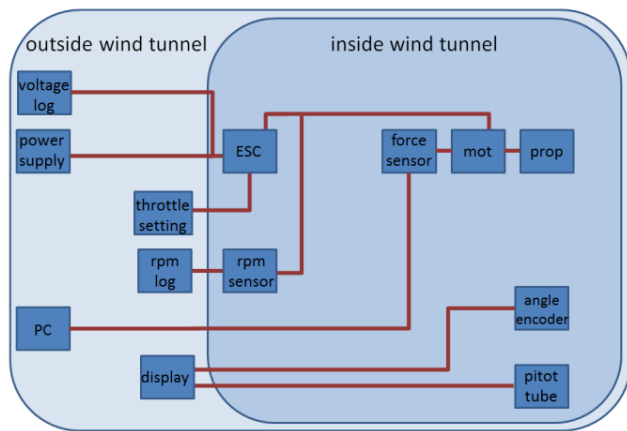 outside wind tunnel
inside wind tunnel
voltage
log
power
supply
ESC
force
sensor
mot
prop
throttle
setting
rpm
log
rpm
sensor
angle
encoder
PC
display
pitot
tube